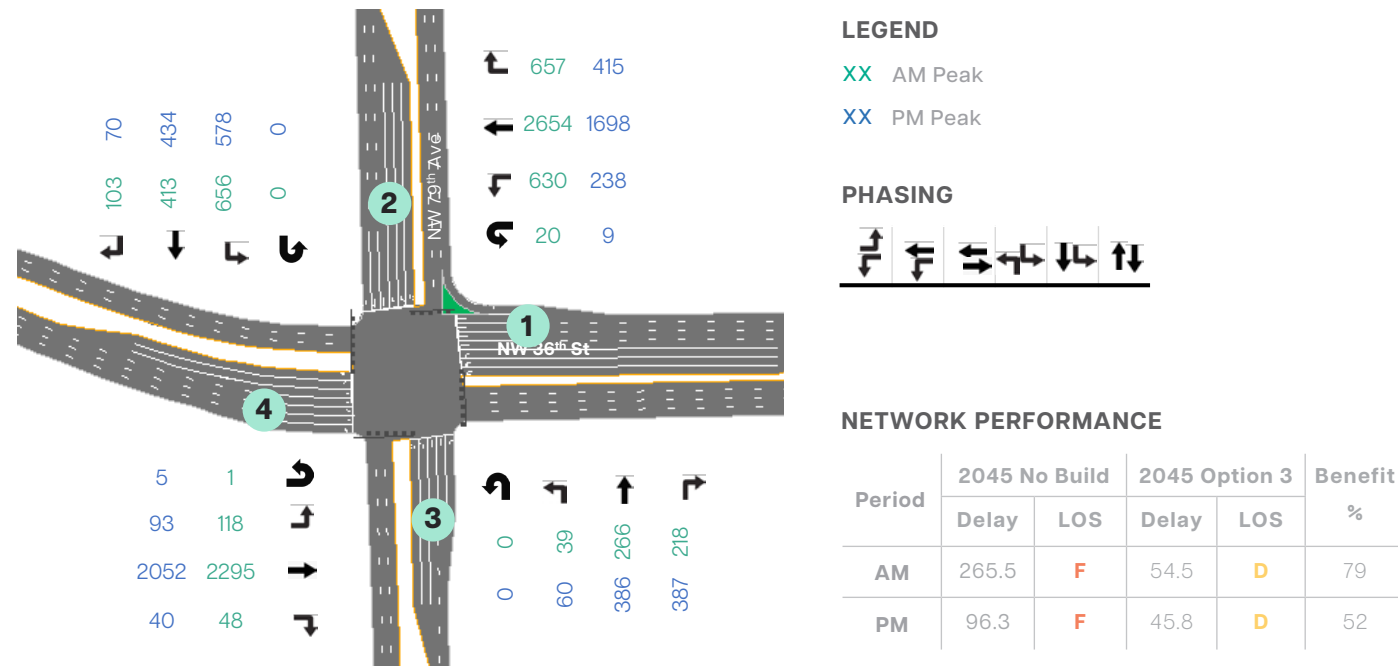 70 434 578 0
103 413 656 0
657 415
2654 1698
630 238
20 9
2
NW 79th Ave
1
NW 36th St
4
3
5 1
93 118
2052 2295
40 48
0 39 266 218
0 60 386 387
LEGEND
XX AM Peak
XX PM Peak
PHASING
NETWORK PERFORMANCE
Period 2045 No Build 2045 Option 3 Benefit %
Delay LOS Delay LOS
AM 265.5 F 54.5 D 79
PM 96.3 F 45.8 D 52